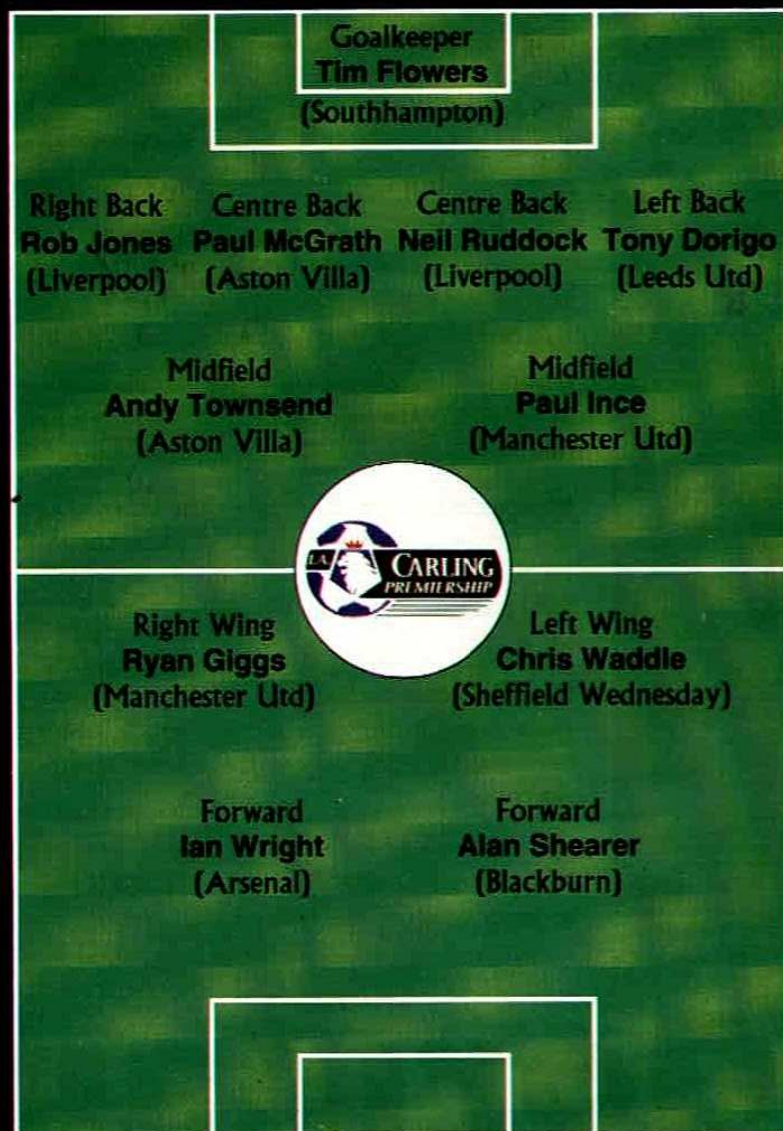 Goalkeeper
Tim Flowers
(Southhampton)
Right Back
Rob Jones
(Liverpool)
Centre Back
Paul McGrath
(Aston Villa)
Centre Back
Neil Ruddock
(Liverpool)
Left Back
Tony Dorigo
(Leeds Utd)
Midfield
Andy Townsend
(Aston Villa)
Midfield
Paul Ince
(Manchester Utd)
F.A.
CARLING
PREMIERSHIP
Right Wing
Ryan Giggs
(Manchester Utd)
Left Wing
Chris Waddle
(Sheffield Wednesday)
Forward
Ian Wright
(Arsenal)
Forward
Alan Shearer
(Blackburn)